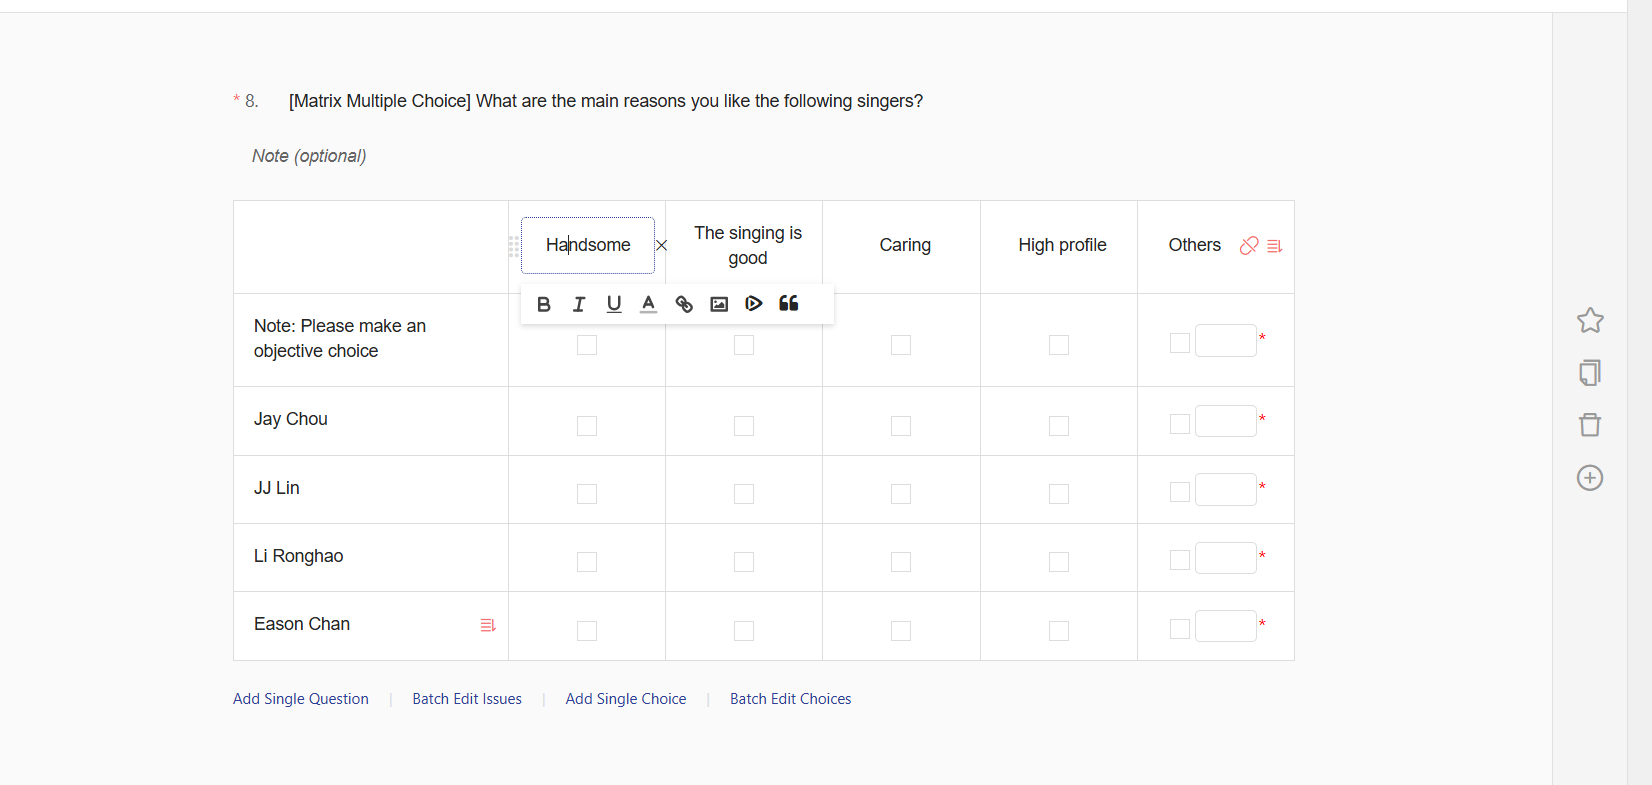 * 8. [Matrix Multiple Choice] What are the main reasons you like the following singers?
Note (optional)
Handsome
The singing is
good
Caring
High profile
Others
B I U A
Note: Please make an
objective choice
*
Jay Chou
*
JJ Lin
*
Li Ronghao
*
Eason Chan
*
Add Single Question | Batch Edit Issues | Add Single Choice | Batch Edit Choices